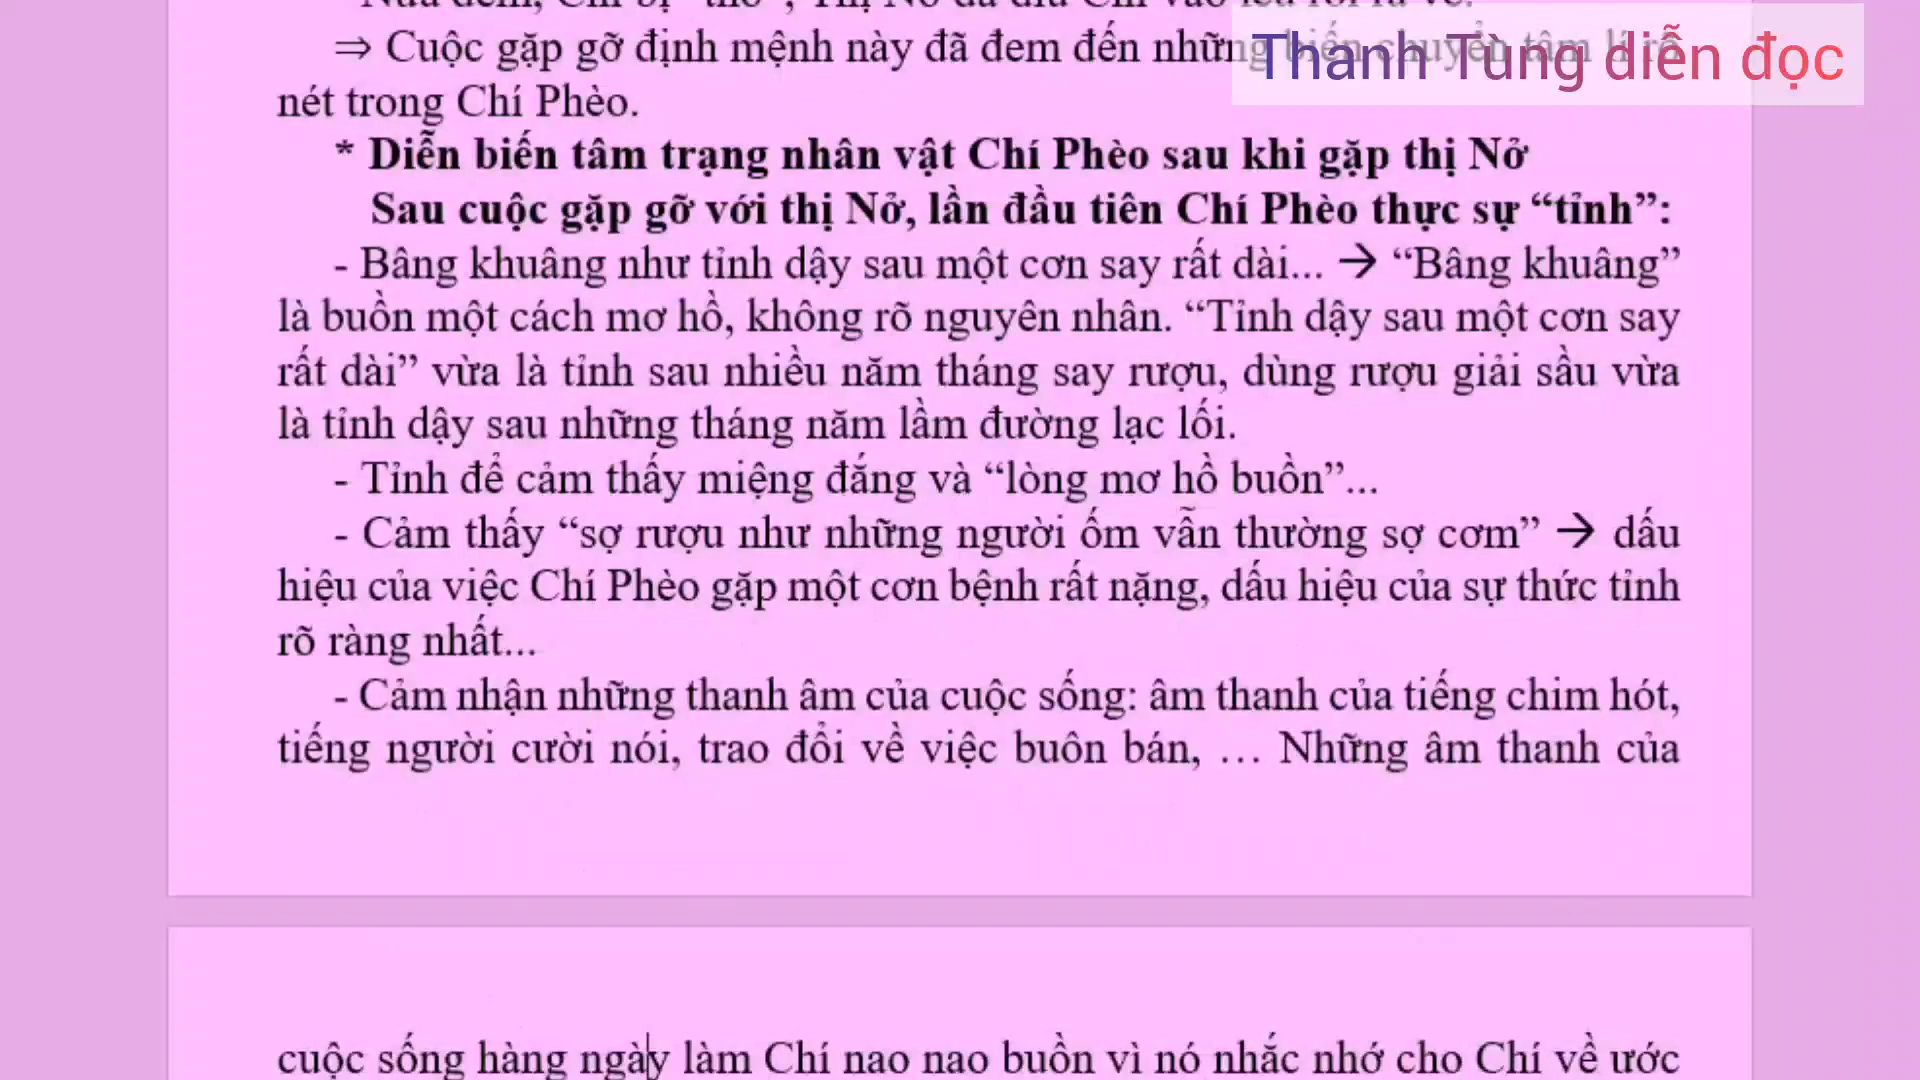 ⇒ Cuộc gặp gỡ định mệnh này đã đem đến những biến chuyển tâm lí rõ
Thanh Tùng diễn đọc
nét trong Chí Phèo.
* Diễn biến tâm trạng nhân vật Chí Phèo sau khi gặp thị Nở
Sau cuộc gặp gỡ với thị Nở, lần đầu tiên Chí Phèo thực sự “tỉnh”:
- Bâng khuâng như tỉnh dậy sau một cơn say rất dài... → “Bâng khuâng”
là buồn một cách mơ hồ, không rõ nguyên nhân. “Tỉnh dậy sau một cơn say
rất dài” vừa là tỉnh sau nhiều năm tháng say rượu, dùng rượu giải sầu vừa
là tỉnh dậy sau những tháng năm lầm đường lạc lối.
- Tỉnh để cảm thấy miệng đắng và “lòng mơ hồ buồn”...
- Cảm thấy “sợ rượu như những người ốm vẫn thường sợ cơm” → dấu
hiệu của việc Chí Phèo gặp một cơn bệnh rất nặng, dấu hiệu của sự thức tỉnh
rõ ràng nhất...
- Cảm nhận những thanh âm của cuộc sống: âm thanh của tiếng chim hót,
tiếng người cười nói, trao đổi về việc buôn bán, … Những âm thanh của
cuộc sống hàng ngày làm Chí nao nao buồn vì nó nhắc nhớ cho Chí về ước